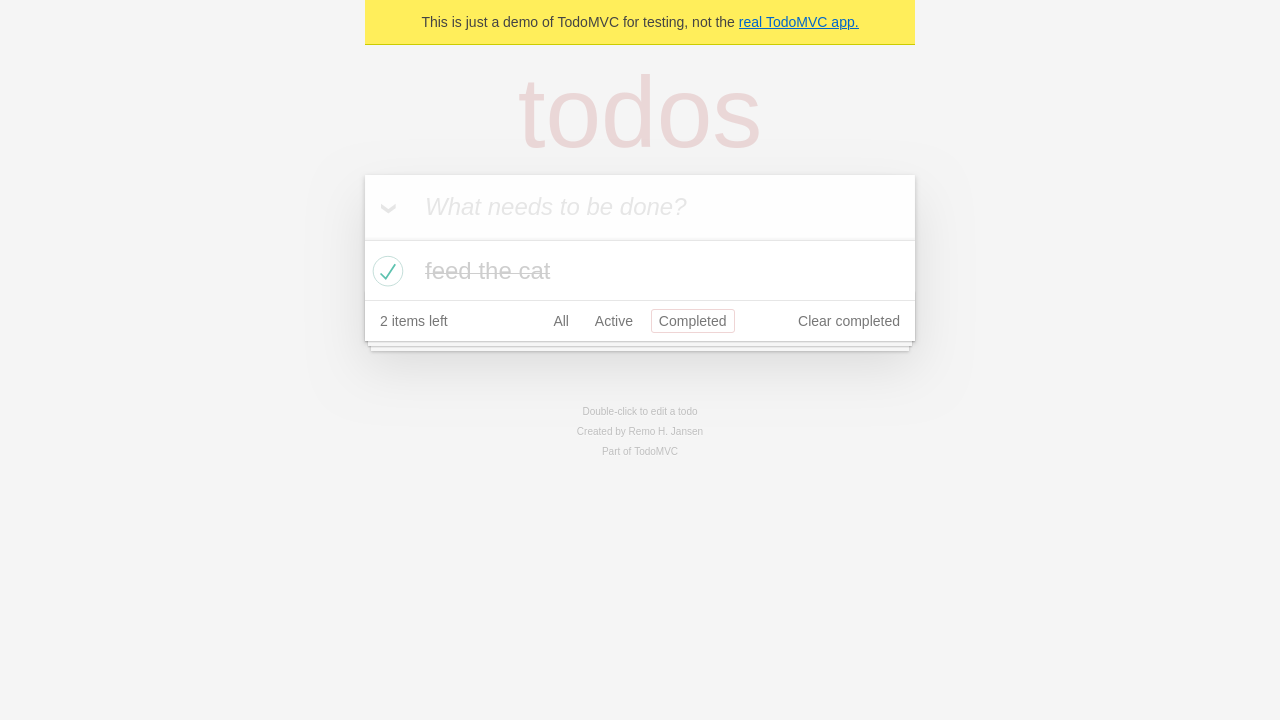 This is just a demo of TodoMVC for testing, not the real TodoMVC app.
todos
What needs to be done?
feed the cat
2 items left All Active Completed Clear completed
Double-click to edit a todo
Created by Remo H. Jansen
Part of TodoMVC